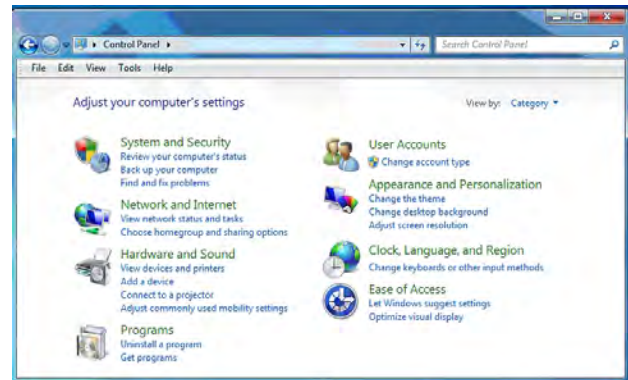 Control Panel
Search Control Panel
File Edit View Tools Help
Adjust your computer's settings
View by: Category
System and Security
Review your computer's status
Back up your computer
Find and fix problems
Network and Internet
View network status and tasks
Choose homegroup and sharing options
Hardware and Sound
View devices and printers
Add a device
Connect to a projector
Adjust commonly used mobility settings
Programs
Uninstall a program
Get programs
User Accounts
Change account type
Appearance and Personalization
Change the theme
Change desktop background
Adjust screen resolution
Clock, Language, and Region
Change keyboards or other input methods
Ease of Access
Let Windows suggest settings
Optimize visual display